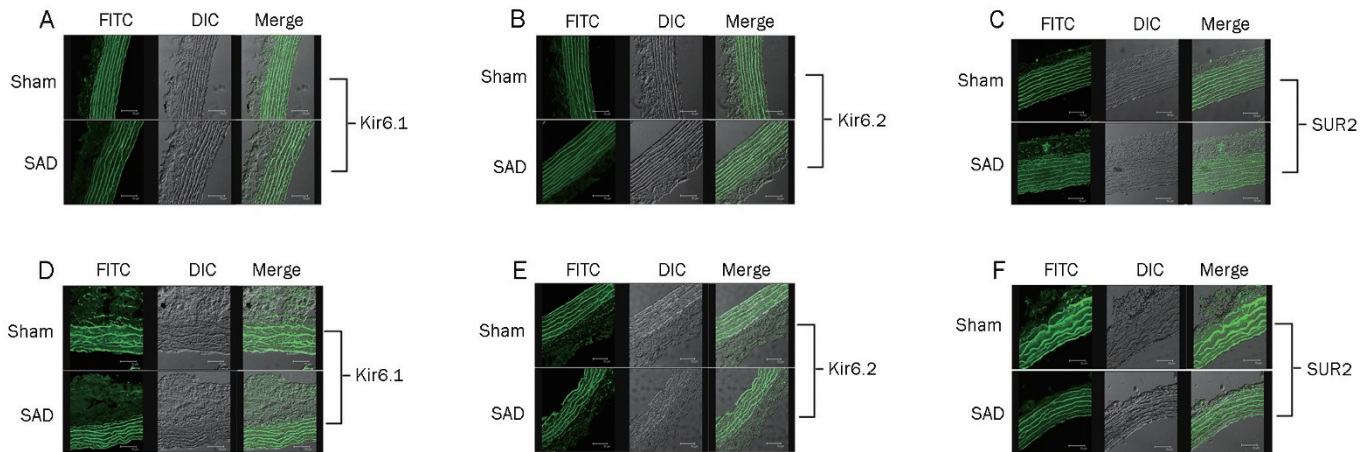 A
FITC DIC Merge
Sham
SAD
Kir6.1
B
FITC DIC Merge
Sham
SAD
Kir6.2
C
FITC DIC Merge
Sham
SAD
SUR2
D
FITC DIC Merge
Sham
SAD
Kir6.1
E
FITC DIC Merge
Sham
SAD
Kir6.2
F
FITC DIC Merge
Sham
SAD
SUR2